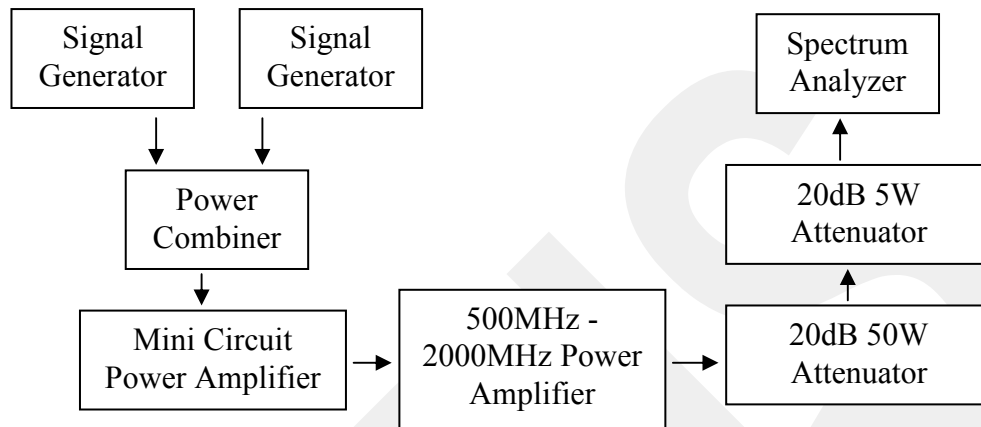 Signal
Generator
Signal
Generator
Spectrum
Analyzer
Power
Combiner
20dB 5W
Attenuator
Mini Circuit
Power Amplifier
500MHz -
2000MHz Power
Amplifier
20dB 50W
Attenuator